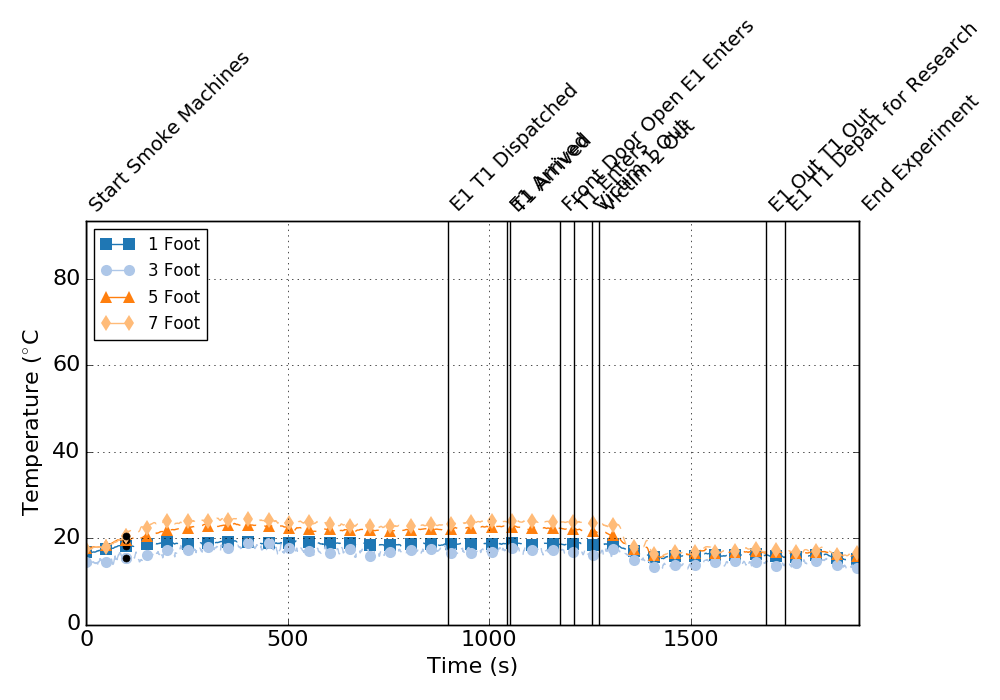 Start Smoke Machines
E1 T1 Dispatched
E1 Arrived
T1 Arrived
Front Door Open E1 Enters
T1 Enters
Victim 1 Out
Victim 2 Out
E1 Out T1 Out
E1 T1 Depart for Research
End Experiment
1 Foot
3 Foot
5 Foot
7 Foot
Temperature (°C
80
60
40
20
0
0 500 1000 1500
Time (s)